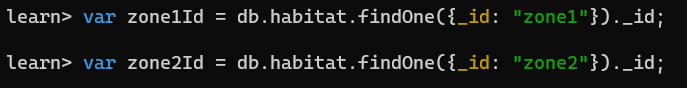 learn> var zone1Id = db.habitat.findOne({_id: "zone1"})._id;
learn> var zone2Id = db.habitat.findOne({_id: "zone2"})._id;